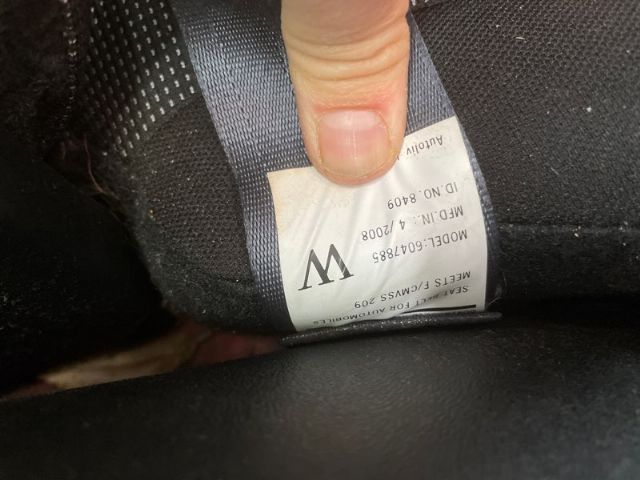 SEAT BELT FOR AUTOMOBILES
MEETS F/CMVSS 209
W
MODEL:6047885
MFD.IN.: 4 /2008
ID.NO. 8409
Autoliv